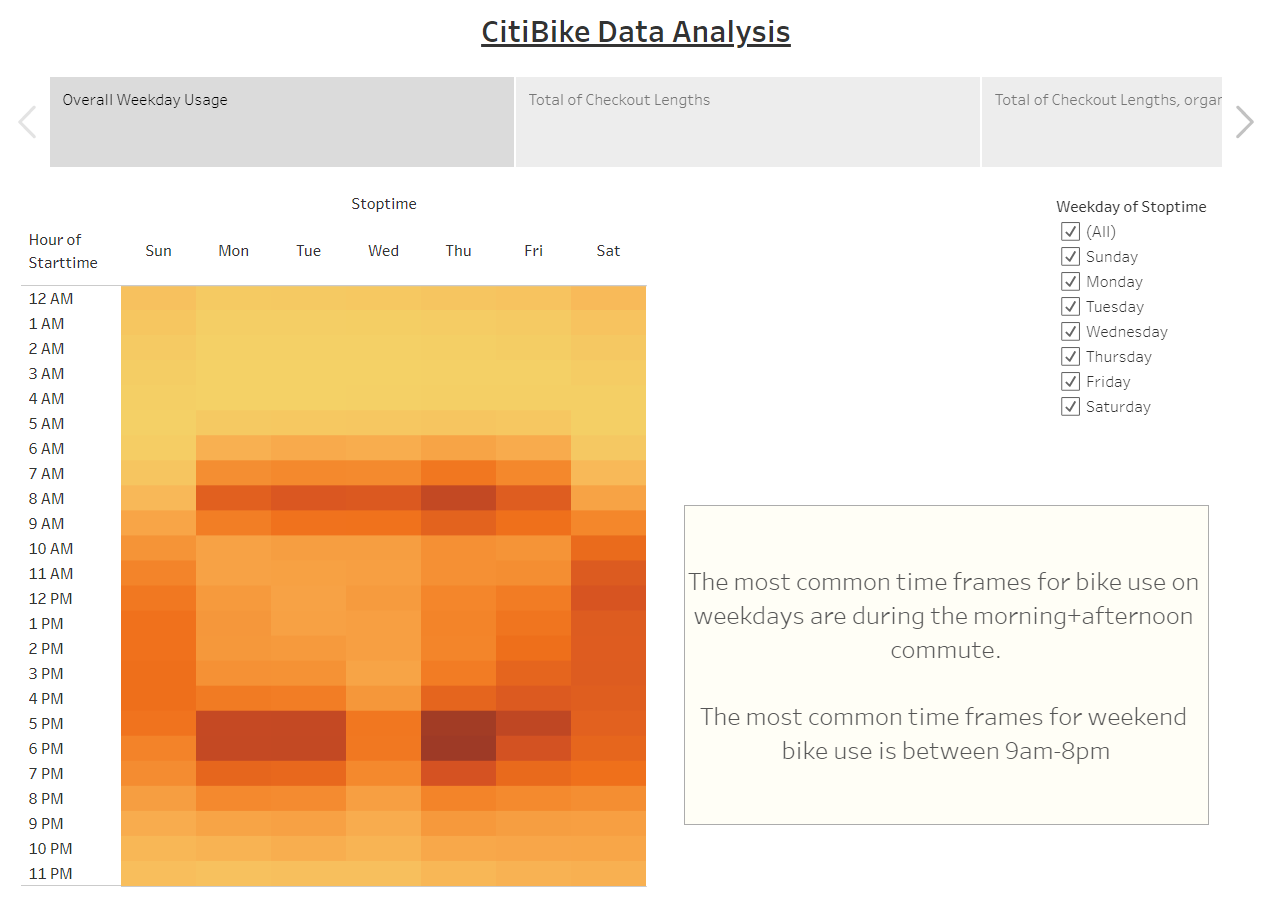 CitiBike Data Analysis
Overall Weekday Usage
Total of Checkout Lengths
Total of Checkout Lengths, organ
Stoptime
Hour of
Starttime
Sun Mon Tue Wed Thu Fri Sat
12 AM
1 AM
2 AM
3 AM
4 AM
5 AM
6 AM
7 AM
8 AM
9 AM
10 AM
11 AM
12 PM
1 PM
2 PM
3 PM
4 PM
5 PM
6 PM
7 PM
8 PM
9 PM
10 PM
11 PM
Weekday of Stoptime
(All)
Sunday
Monday
Tuesday
Wednesday
Thursday
Friday
Saturday
The most common time frames for bike use on
weekdays are during the morning+afternoon
commute.
The most common time frames for weekend
bike use is between 9am-8pm